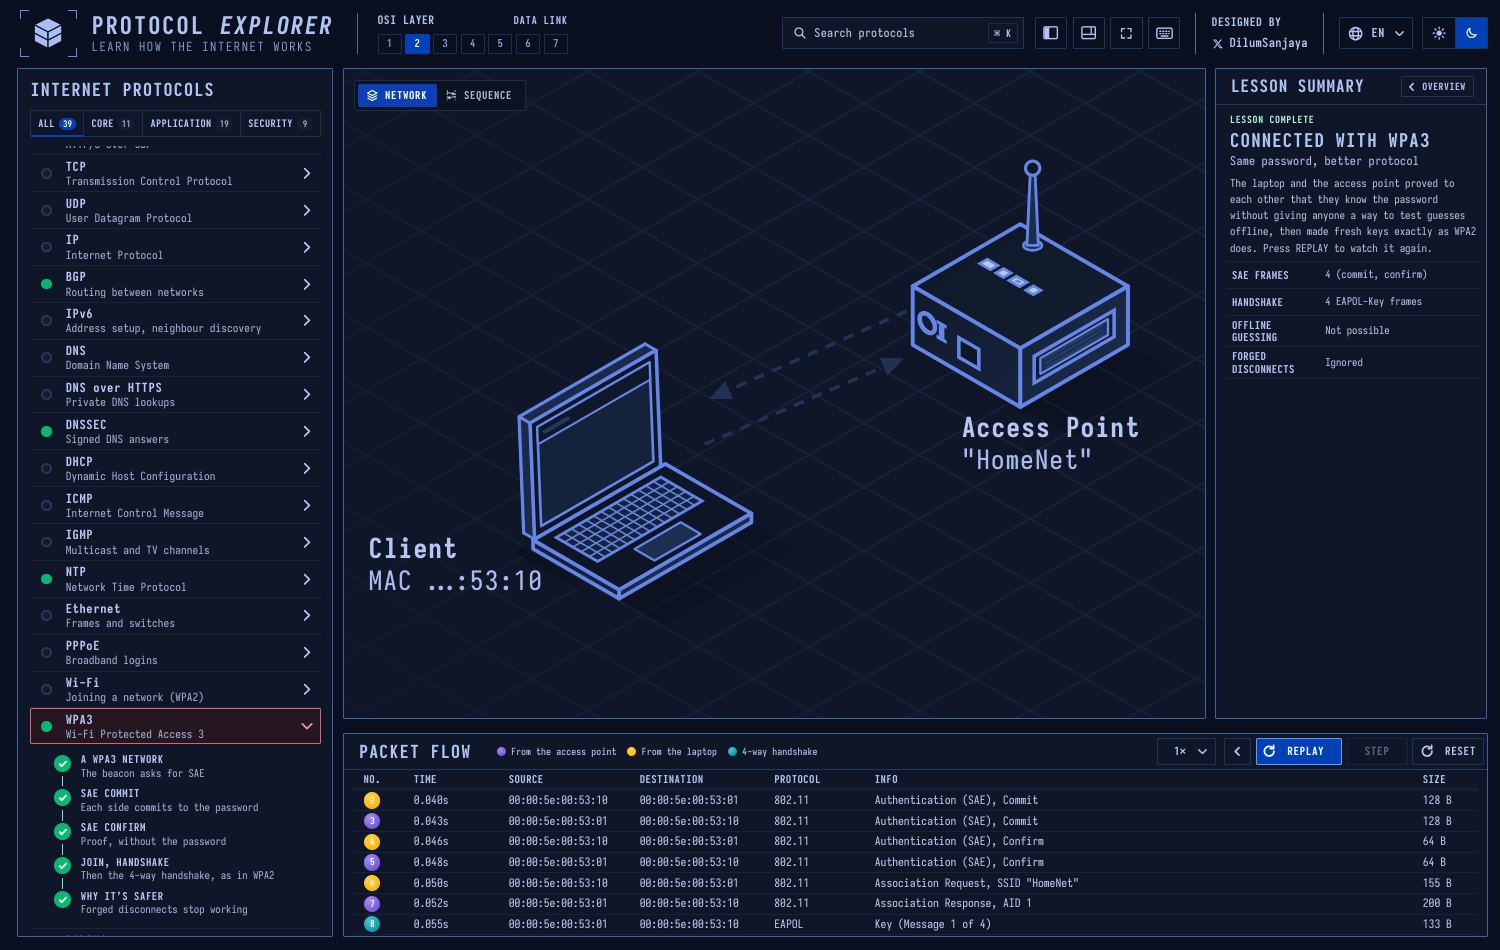 PROTOCOL EXPLORER
LEARN HOW THE INTERNET WORKS
OSI LAYER DATA LINK
1 2 3 4 5 6 7
Search protocols ⌘ K
DESIGNED BY
DilumSanjaya
EN
INTERNET PROTOCOLS
ALL 39 CORE 11 APPLICATION 19 SECURITY 9
TCP
Transmission Control Protocol
UDP
User Datagram Protocol
IP
Internet Protocol
BGP
Routing between networks
IPv6
Address setup, neighbour discovery
DNS
Domain Name System
DNS over HTTPS
Private DNS lookups
DNSSEC
Signed DNS answers
DHCP
Dynamic Host Configuration
ICMP
Internet Control Message
IGMP
Multicast and TV channels
NTP
Network Time Protocol
Ethernet
Frames and switches
PPPoE
Broadband logins
Wi-Fi
Joining a network (WPA2)
WPA3
Wi-Fi Protected Access 3
A WPA3 NETWORK
The beacon asks for SAE
SAE COMMIT
Each side commits to the password
SAE CONFIRM
Proof, without the password
JOIN, HANDSHAKE
Then the 4-way handshake, as in WPA2
WHY IT'S SAFER
Forged disconnects stop working
NETWORK SEQUENCE
Access Point
"HomeNet"
Client
MAC ...:53:10
LESSON SUMMARY OVERVIEW
LESSON COMPLETE
CONNECTED WITH WPA3
Same password, better protocol
The laptop and the access point proved to
each other that they know the password
without giving anyone a way to test guesses
offline, then made fresh keys exactly as WPA2
does. Press REPLAY to watch it again.
SAE FRAMES 4 (commit, confirm)
HANDSHAKE 4 EAPOL-Key frames
OFFLINE GUESSING Not possible
FORGED DISCONNECTS Ignored
PACKET FLOW From the access point From the laptop 4-way handshake 1× REPLAY STEP RESET
NO. TIME SOURCE DESTINATION PROTOCOL INFO SIZE
2 0.040s 00:00:5e:00:53:10 00:00:5e:00:53:01 802.11 Authentication (SAE), Commit 128 B
3 0.043s 00:00:5e:00:53:01 00:00:5e:00:53:10 802.11 Authentication (SAE), Commit 128 B
4 0.046s 00:00:5e:00:53:10 00:00:5e:00:53:01 802.11 Authentication (SAE), Confirm 64 B
5 0.048s 00:00:5e:00:53:01 00:00:5e:00:53:10 802.11 Authentication (SAE), Confirm 64 B
6 0.050s 00:00:5e:00:53:10 00:00:5e:00:53:01 802.11 Association Request, SSID "HomeNet" 155 B
7 0.052s 00:00:5e:00:53:01 00:00:5e:00:53:10 802.11 Association Response, AID 1 200 B
8 0.055s 00:00:5e:00:53:01 00:00:5e:00:53:10 EAPOL Key (Message 1 of 4) 133 B